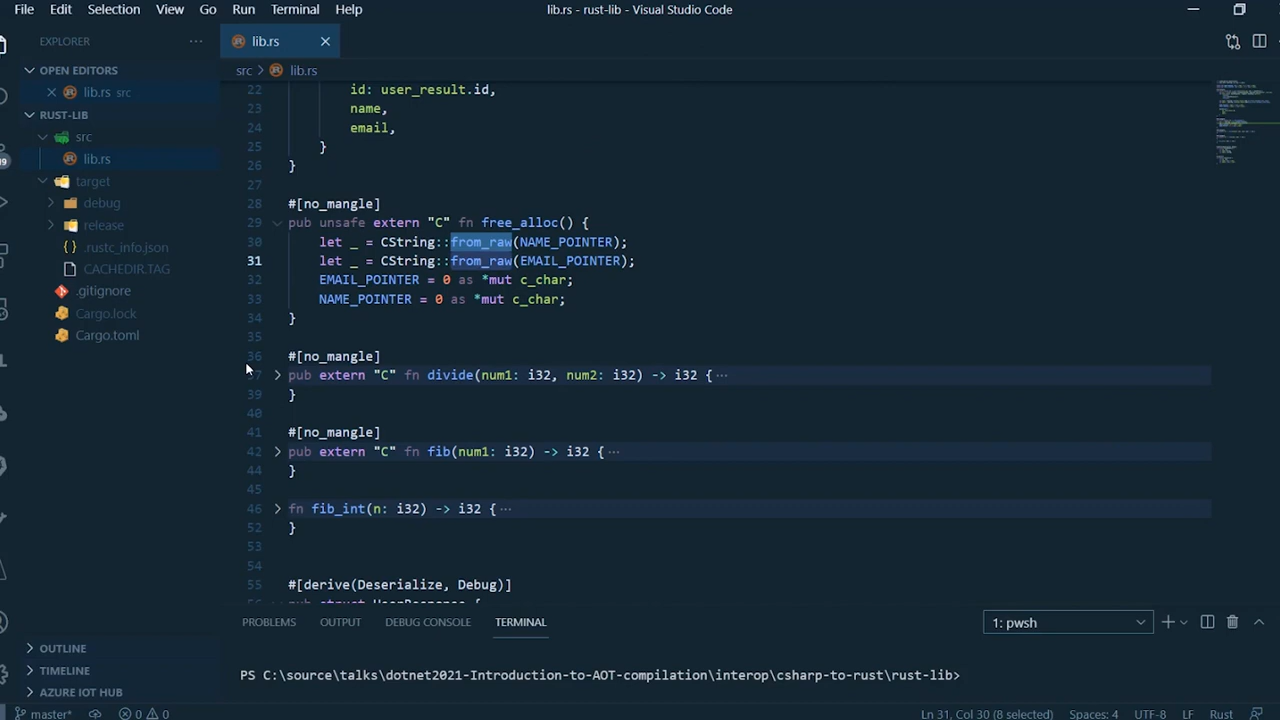 File Edit Selection View Go Run Terminal Help lib.rs - rust-lib - Visual Studio Code
EXPLORER ···
lib.rs
OPEN EDITORS
lib.rs src
src > lib.rs
RUST-LIB
src
lib.rs
target
debug
release
.rustc_info.json
CACHEDIR.TAG
.gitignore
Cargo.lock
Cargo.toml
OUTLINE
TIMELINE
AZURE IOT HUB
22 id: user_result.id,
23 name,
24 email,
25 }
26 }
27
28 #[no_mangle]
29 pub unsafe extern "C" fn free_alloc() {
30 let _ = CString::from_raw(NAME_POINTER);
31 let _ = CString::from_raw(EMAIL_POINTER);
32 EMAIL_POINTER = 0 as *mut c_char;
33 NAME_POINTER = 0 as *mut c_char;
34 }
35
36 #[no_mangle]
37 pub extern "C" fn divide(num1: i32, num2: i32) -> i32 {···
39 }
40
41 #[no_mangle]
42 pub extern "C" fn fib(num1: i32) -> i32 {···
44 }
45
46 fn fib_int(n: i32) -> i32 {···
52 }
53
54
55 #[derive(Deserialize, Debug)]
56 pub struct UserResponse {
PROBLEMS OUTPUT DEBUG CONSOLE TERMINAL 1: pwsh
PS C:\source\talks\dotnet2021-Introduction-to-AOT-compilation\interop\csharp-to-rust\rust-lib>
master* 0 0 Ln 31, Col 30 (8 selected) Spaces: 4 UTF-8 LF Rust